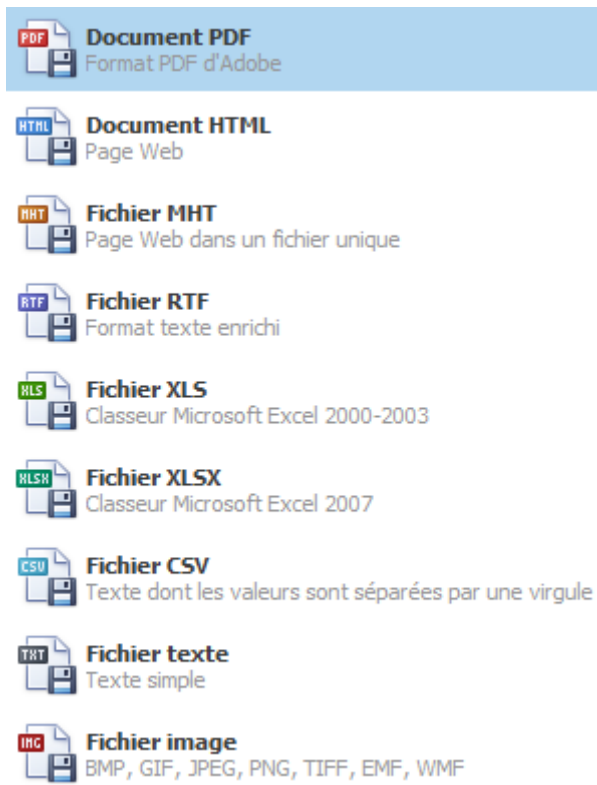 PDF
Document PDF
Format PDF d'Adobe
HTML
Document HTML
Page Web
MHT
Fichier MHT
Page Web dans un fichier unique
RTF
Fichier RTF
Format texte enrichi
XLS
Fichier XLS
Classeur Microsoft Excel 2000-2003
XLSX
Fichier XLSX
Classeur Microsoft Excel 2007
CSV
Fichier CSV
Texte dont les valeurs sont séparées par une virgule
TXT
Fichier texte
Texte simple
IMG
Fichier image
BMP, GIF, JPEG, PNG, TIFF, EMF, WMF